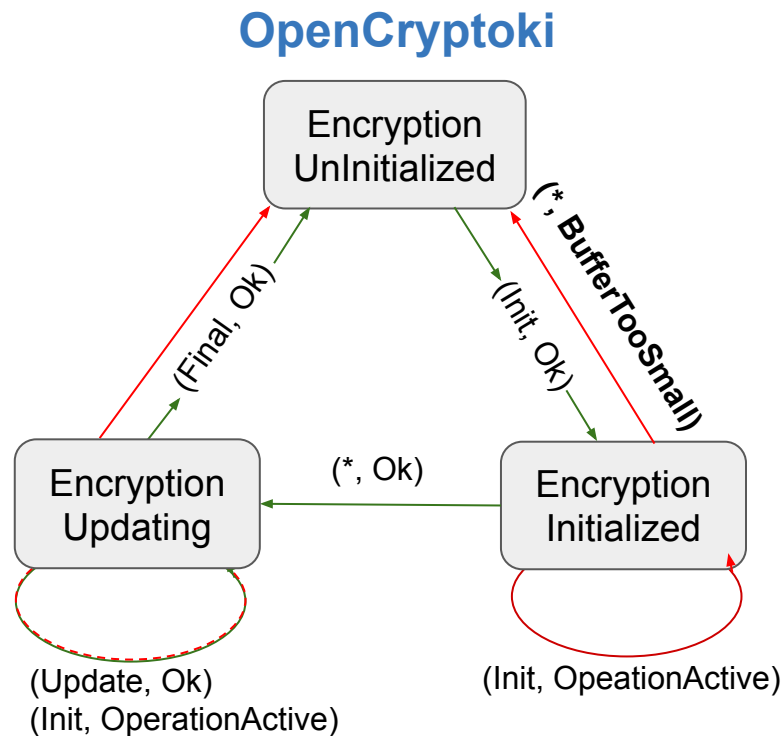 OpenCryptoki
Encryption
UnInitialized
(*, BufferTooSmall)
(Final, Ok)
(Init, Ok)
Encryption
Updating
(*, Ok)
Encryption
Initialized
(Update, Ok)
(Init, OperationActive)
(Init, OpeationActive)